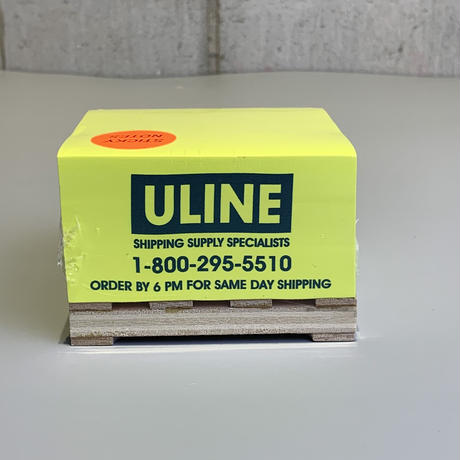 STICKY
NOTES
ULINE
SHIPPING SUPPLY SPECIALISTS
1-800-295-5510
ORDER BY 6 PM FOR SAME DAY SHIPPING